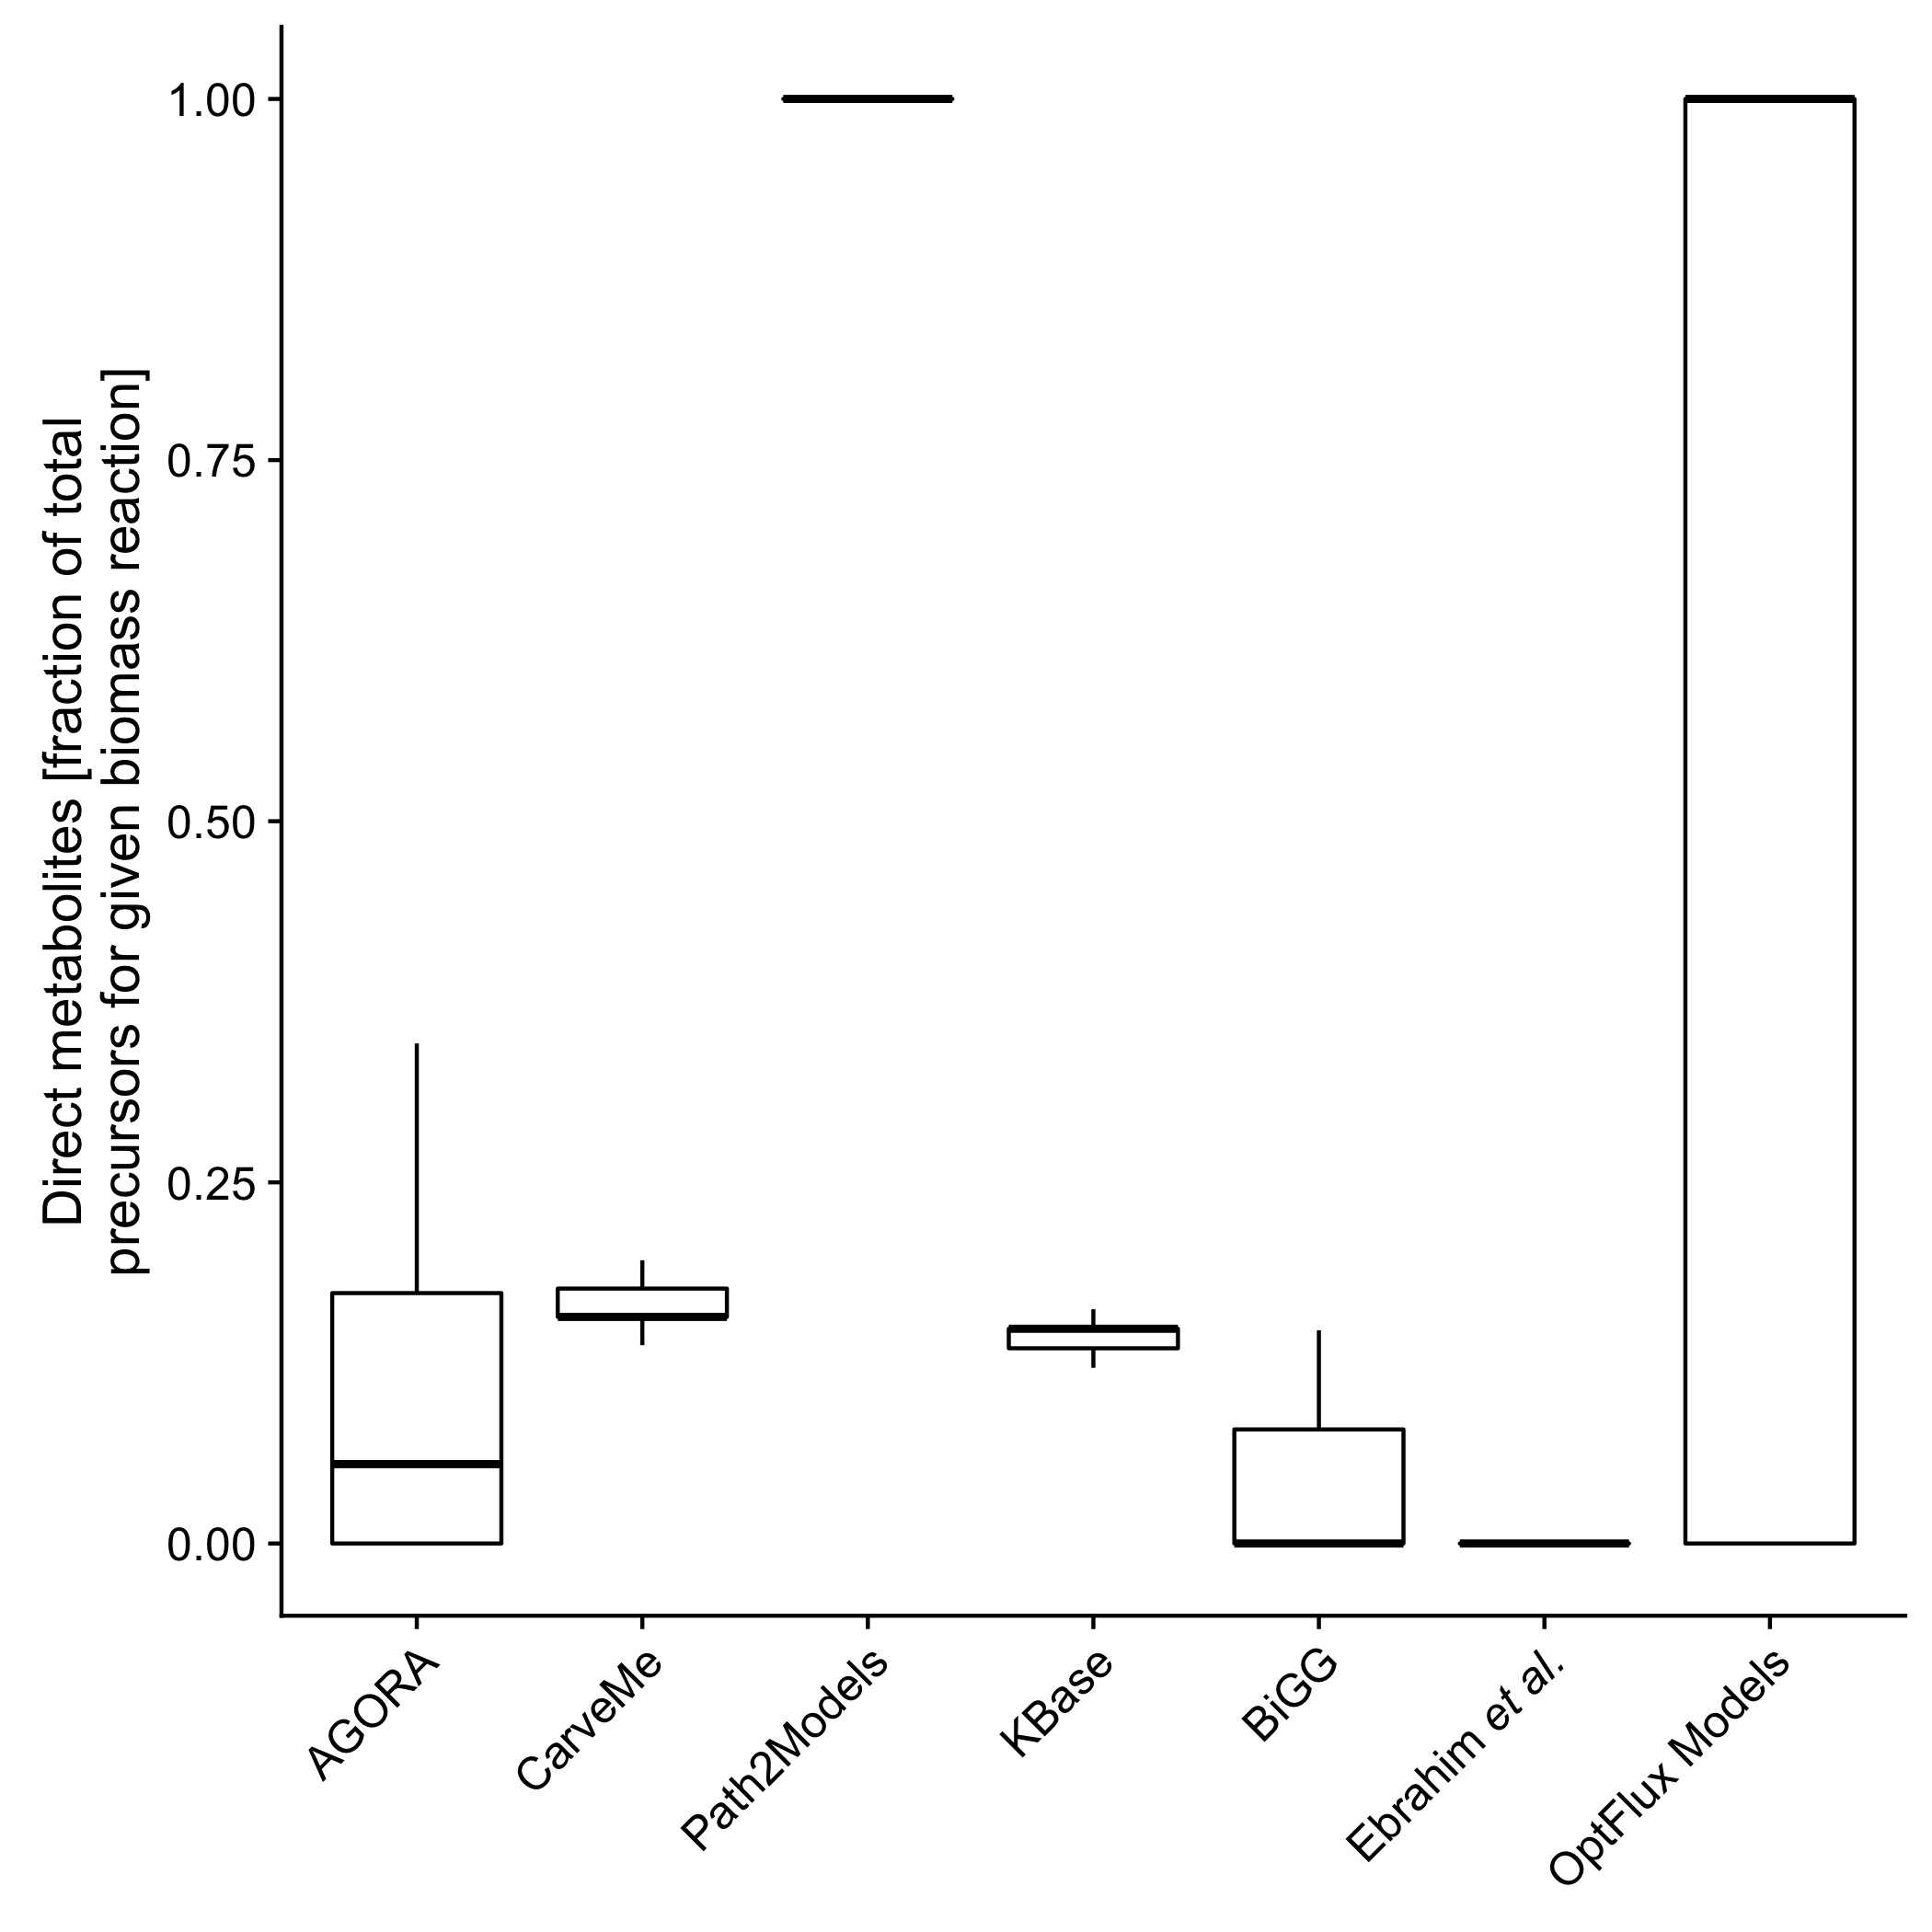 Direct metabolites [fraction of total
precursors for given biomass reaction]
1.00
0.75
0.50
0.25
0.00
AGORA
CarveMe
Path2Models
KBase
BiGG
Ebrahim et al.
OptFlux Models